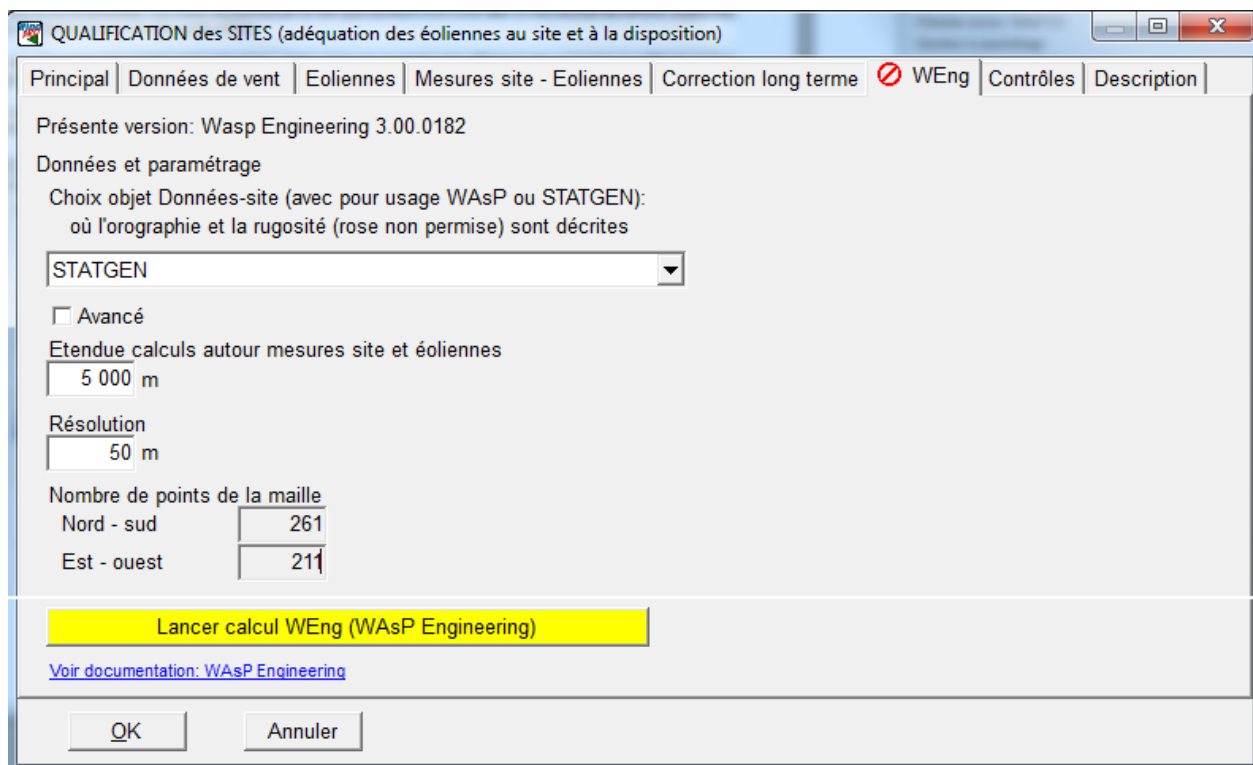 QUALIFICATION des SITES (adéquation des éoliennes au site et à la disposition)
Principal Données de vent Eoliennes Mesures site - Eoliennes Correction long terme WEng Contrôles Description
Présente version: Wasp Engineering 3.00.0182
Données et paramétrage
Choix objet Données-site (avec pour usage WAsP ou STATGEN):
où l'orographie et la rugosité (rose non permise) sont décrites
STATGEN
Avancé
Etendue calculs autour mesures site et éoliennes
5 000 m
Résolution
50 m
Nombre de points de la maille
Nord - sud 261
Est - ouest 211
Lancer calcul WEng (WAsP Engineering)
Voir documentation: WAsP Engineering
OK Annuler